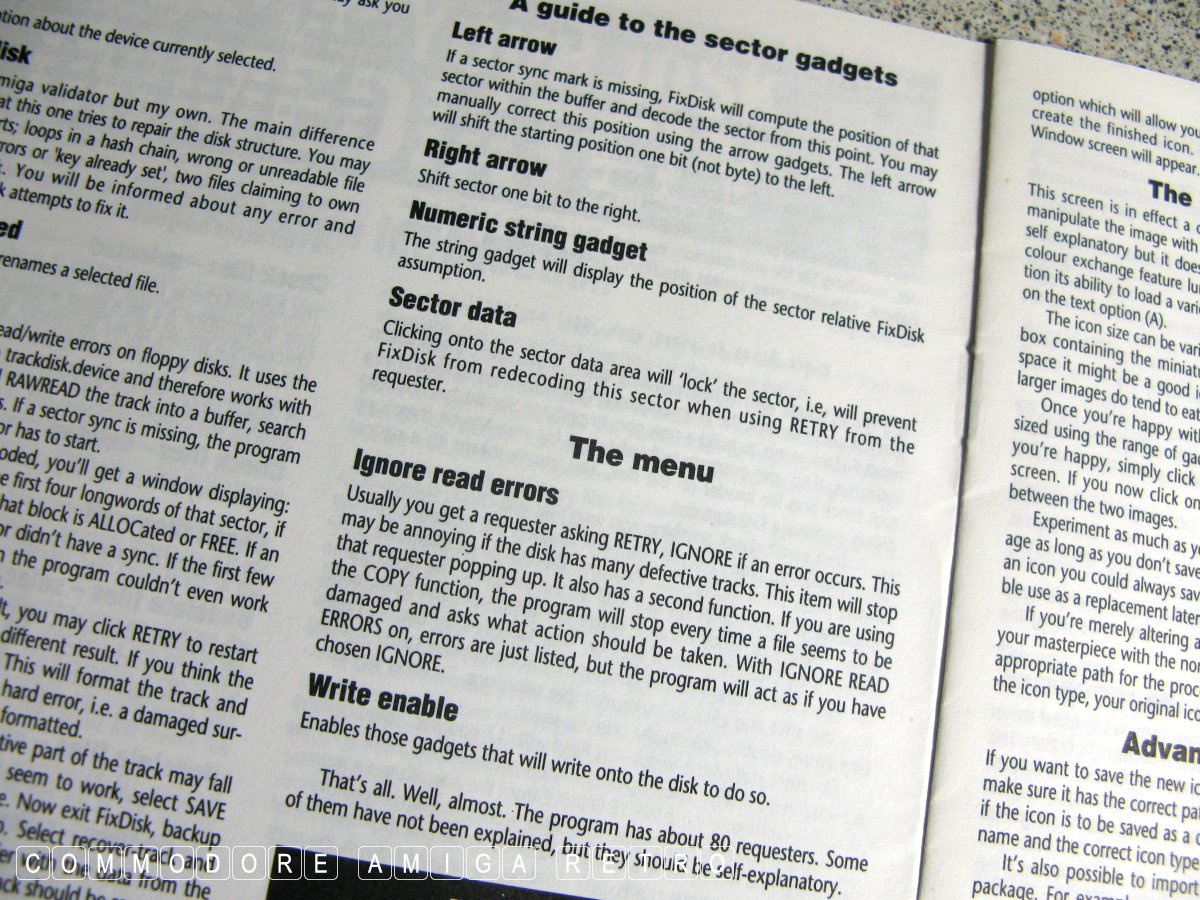 ay ask you
tion about the device currently selected.
disk
miga validator but my own. The main difference
at this one tries to repair the disk structure. You may
rts; loops in a hash chain, wrong or unreadable file
rrors or 'key already set', two files claiming to own
k. You will be informed about any error and
k attempts to fix it.
ed
renames a selected file.
ead/write errors on floppy disks. It uses the
trackdisk.device and therefore works with
RAWREAD the track into a buffer, search
s. If a sector sync is missing, the program
or has to start.
oded, you'll get a window displaying:
e first four longwords of that sector, if
hat block is ALLOCated or FREE. If an
or didn't have a sync. If the first few
n the program couldn't even work
lt, you may click RETRY to restart
different result. If you think the
This will format the track and
hard error, i.e. a damaged sur-
formatted.
tive part of the track may fall
seem to work, select SAVE
e. Now exit FixDisk, backup
n. Select recover track and
fer with the data from the
ack should be
A guide to the sector gadgets
Left arrow
If a sector sync mark is missing, FixDisk will compute the position of that
sector within the buffer and decode the sector from this point. You may
manually correct this position using the arrow gadgets. The left arrow
will shift the starting position one bit (not byte) to the left.
Right arrow
Shift sector one bit to the right.
Numeric string gadget
The string gadget will display the position of the sector relative FixDisk
assumption.
Sector data
Clicking onto the sector data area will ‘lock’ the sector, i.e, will prevent
FixDisk from redecoding this sector when using RETRY from the
requester.
The menu
Ignore read errors
Usually you get a requester asking RETRY, IGNORE if an error occurs. This
may be annoying if the disk has many defective tracks. This item will stop
that requester popping up. It also has a second function. If you are using
the COPY function, the program will stop every time a file seems to be
damaged and asks what action should be taken. With IGNORE READ
ERRORS on, errors are just listed, but the program will act as if you have
chosen IGNORE.
Write enable
Enables those gadgets that will write onto the disk to do so.
That's all. Well, almost. The program has about 80 requesters. Some
of them have not been explained, but they should be self-explanatory.
option which will allow you
create the finished icon.
Window screen will appear.
The
This screen is in effect a c
manipulate the image with
self explanatory but it does
colour exchange feature lur
tion its ability to load a vari
on the text option (A).
The icon size can be vari
box containing the miniatu
space it might be a good id
larger images do tend to eat
Once you're happy with
sized using the range of gad
you're happy, simply click
screen. If you now click on
between the two images.
Experiment as much as yo
age as long as you don't save
an icon you could always sav
ble use as a replacement later
If you're merely altering a
your masterpiece with the nor
appropriate path for the proc
the icon type, your original ico
Advan
If you want to save the new ic
make sure it has the correct pa
if the icon is to be saved as a d
name and the correct icon type
It's also possible to import
package. For example
COMMODORE AMIGA RETRO